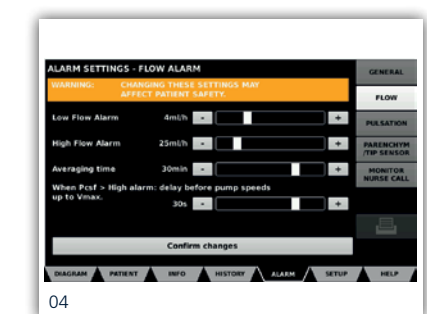 ALARM SETTINGS - FLOW ALARM
WARNING: CHANGING THESE SETTINGS MAY
AFFECT PATIENT SAFETY.
Low Flow Alarm 4ml/h - +
High Flow Alarm 25ml/h - +
Averaging time 30min - +
When Pcsf > High alarm: delay before pump speeds
up to Vmax.
30s - +
Confirm changes
GENERAL
FLOW
PULSATION
PARENCHYM
/TIP SENSOR
MONITOR
NURSE CALL
DIAGRAM PATIENT INFO HISTORY ALARM SETUP HELP
04